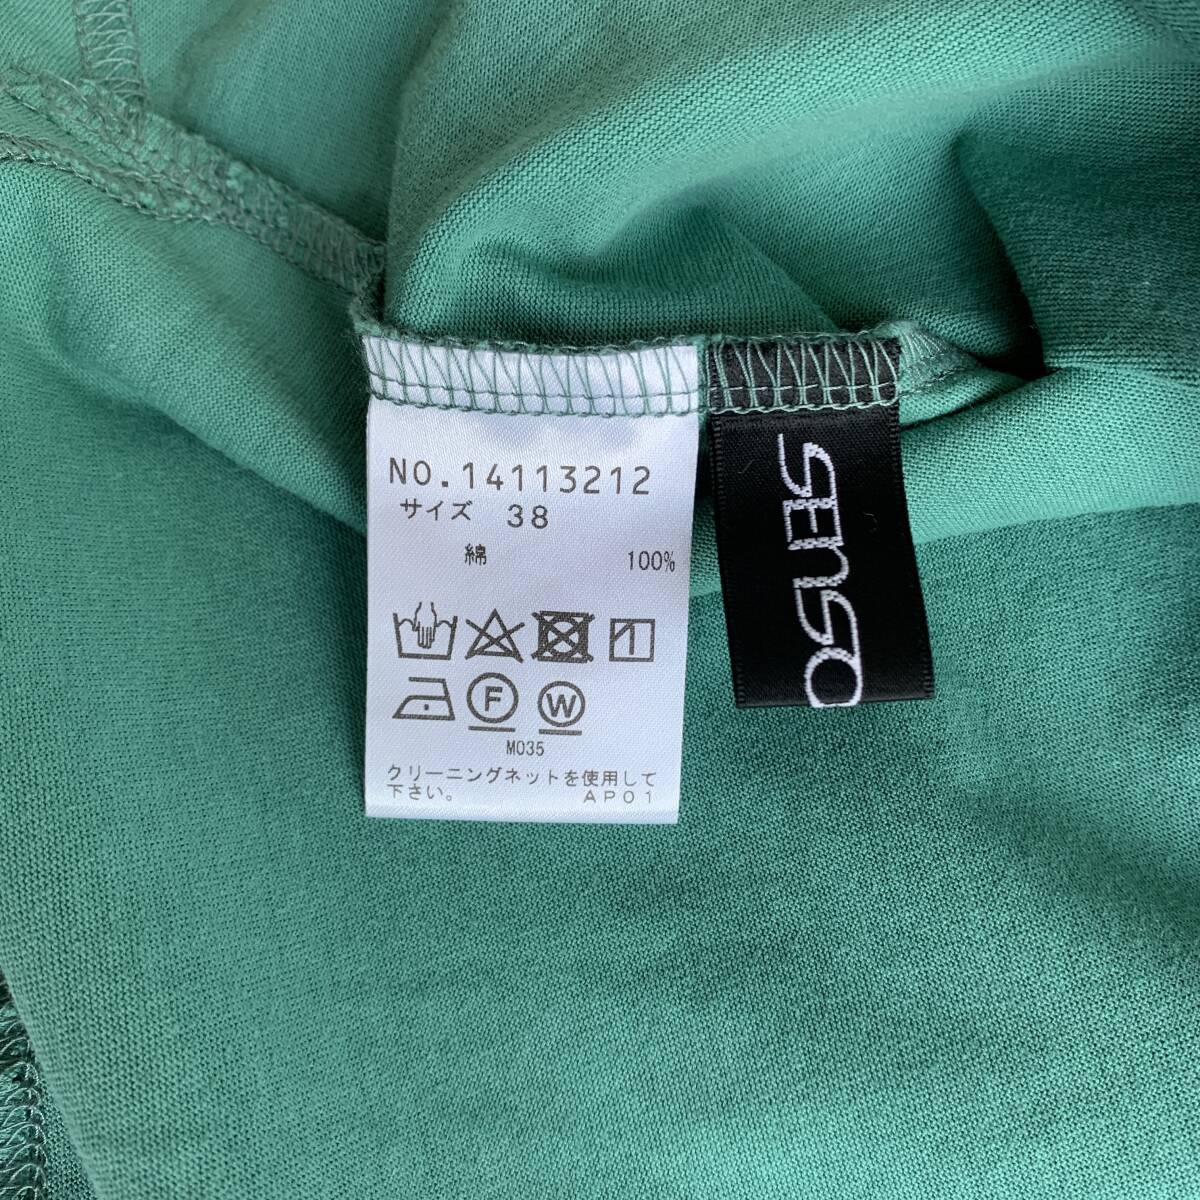 NO.14113212
サイズ 38
綿 100%
F W
M035
クリーニングネットを使用して
下さい。 AP01
SENSO